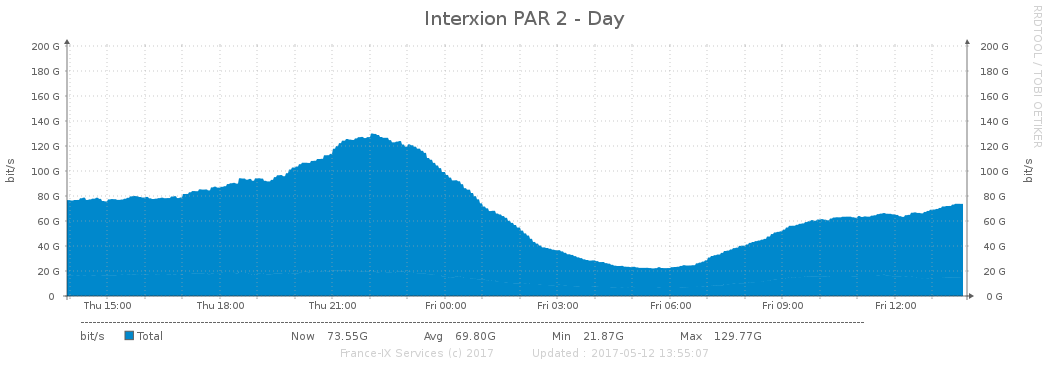 Interxion PAR 2 - Day
RRDTOOL / TOBI OETIKER
200 G 200 G
180 G 180 G
160 G 160 G
140 G 140 G
120 G 120 G
100 G 100 G
80 G 80 G
60 G 60 G
40 G 40 G
20 G 20 G
0 0 G
bit/s bit/s
Thu 15:00 Thu 18:00 Thu 21:00 Fri 00:00 Fri 03:00 Fri 06:00 Fri 09:00 Fri 12:00
bit/s Total Now 73.55G Avg 69.80G Min 21.87G Max 129.77G
France-IX Services (c) 2017 Updated : 2017-05-12 13:55:07